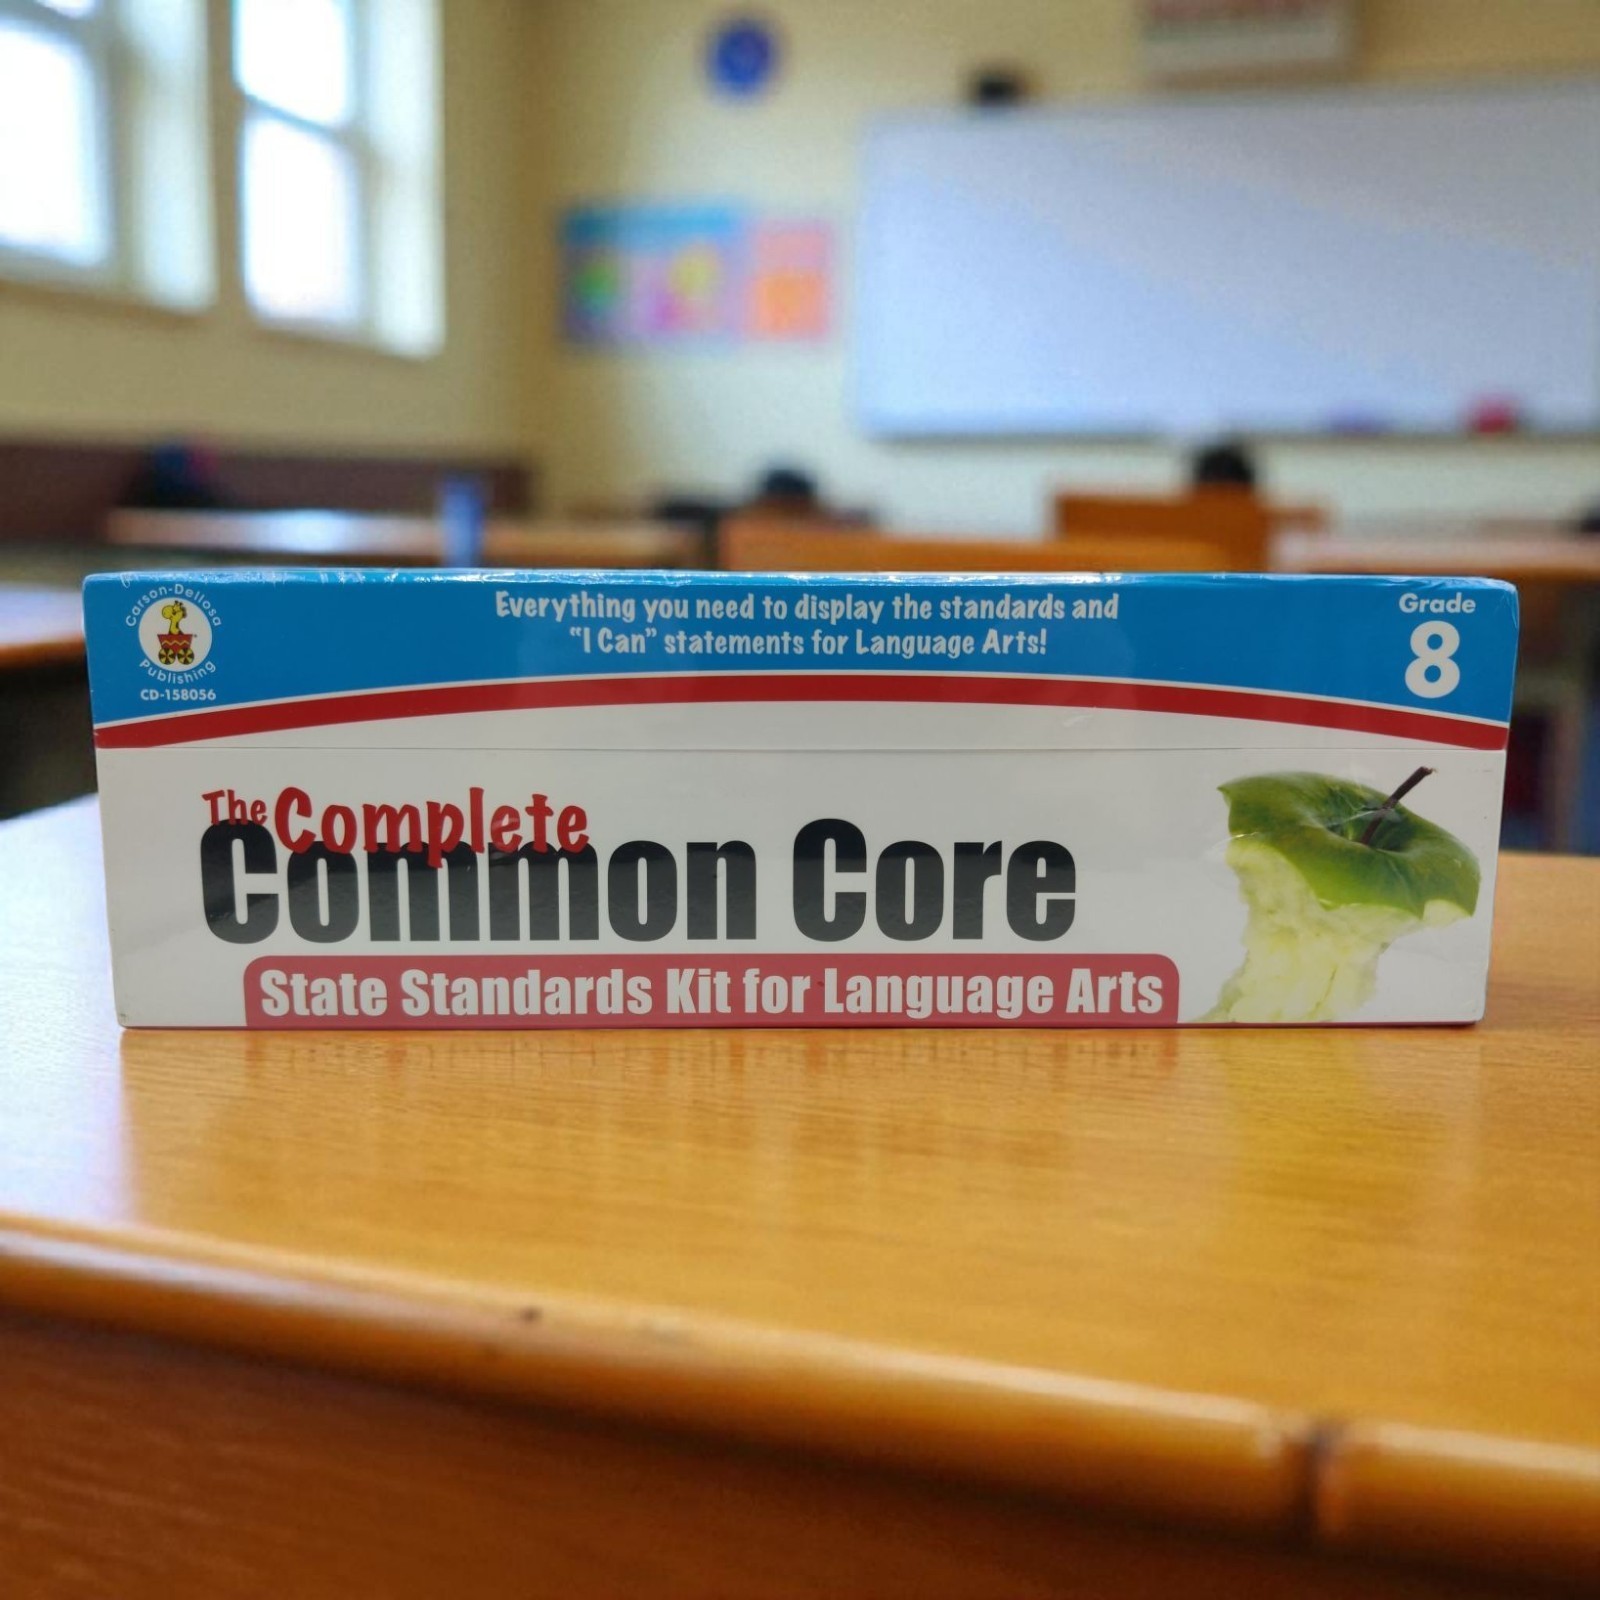 Carson-Dellosa
Publishing
CD-158056
Everything you need to display the standards and
"I Can" statements for Language Arts!
Grade
8
The Complete
Common Core
State Standards Kit for Language Arts